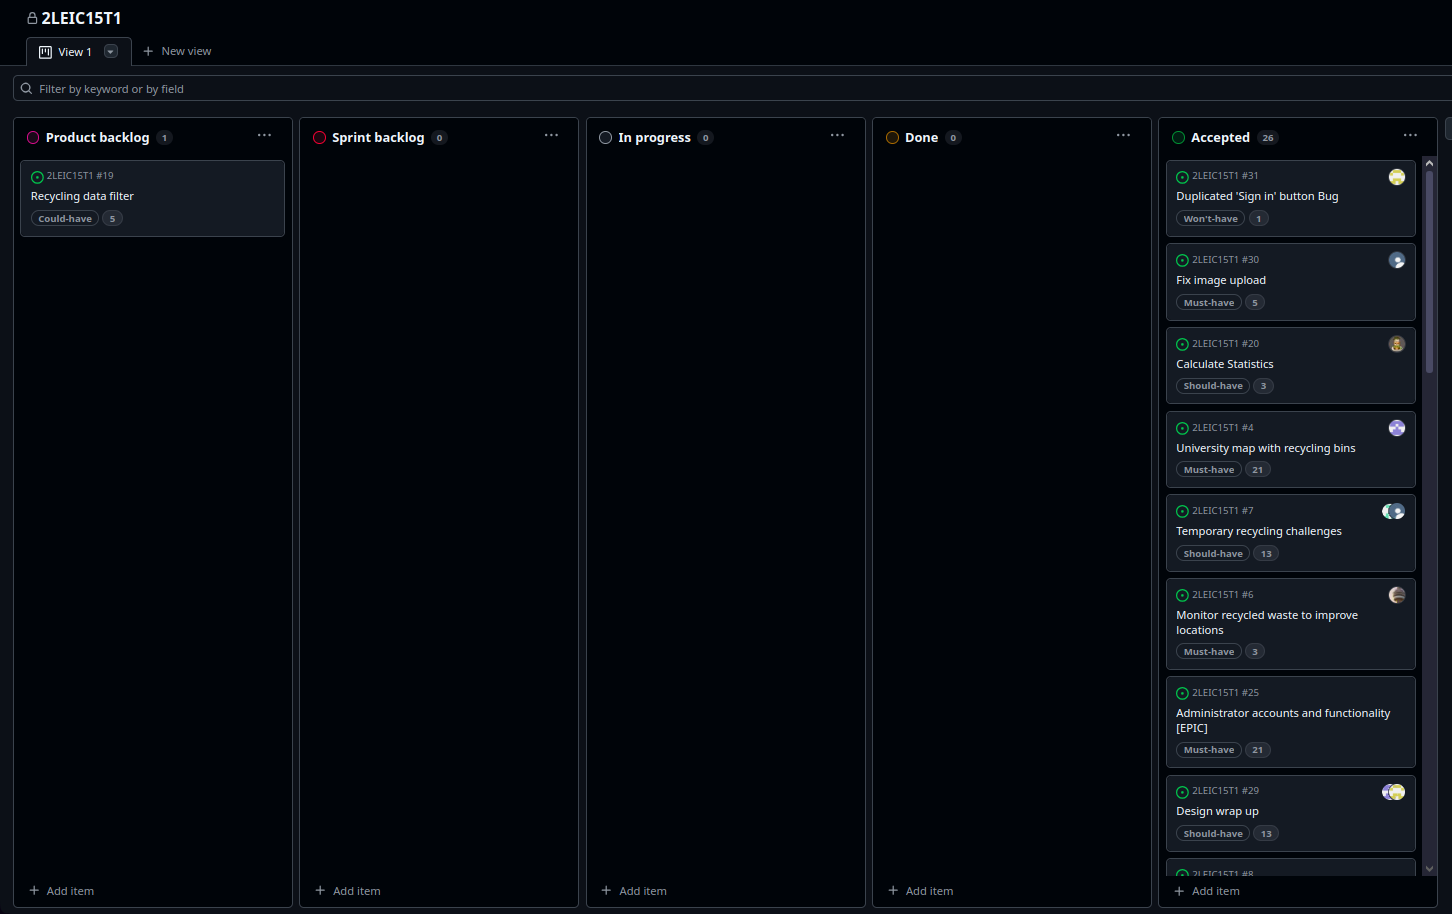 2LEIC15T1
View 1
New view
Filter by keyword or by field
Product backlog 1
2LEIC15T1 #19
Recycling data filter
Could-have 5
Add item
Sprint backlog 0
Add item
In progress 0
Add item
Done 0
Add item
Accepted 26
2LEIC15T1 #31
Duplicated 'Sign in' button Bug
Won't-have 1
2LEIC15T1 #30
Fix image upload
Must-have 5
2LEIC15T1 #20
Calculate Statistics
Should-have 3
2LEIC15T1 #4
University map with recycling bins
Must-have 21
2LEIC15T1 #7
Temporary recycling challenges
Should-have 13
2LEIC15T1 #6
Monitor recycled waste to improve
locations
Must-have 3
2LEIC15T1 #25
Administrator accounts and functionality
[EPIC]
Must-have 21
2LEIC15T1 #29
Design wrap up
Should-have 13
2LEIC15T1 #8
Add item